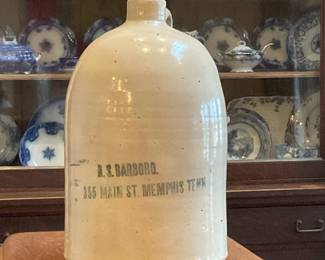 A.S. BARBORO.
355 MAIN ST. MEMPHIS TENN